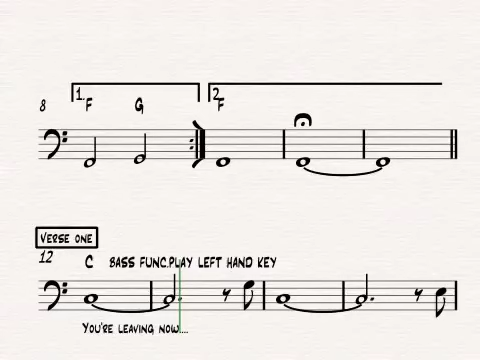 1. 2.
8 F G F
VERSE ONE
12 C BASS FUNC.PLAY LEFT HAND KEY
YOU'RE LEAVING NOW....